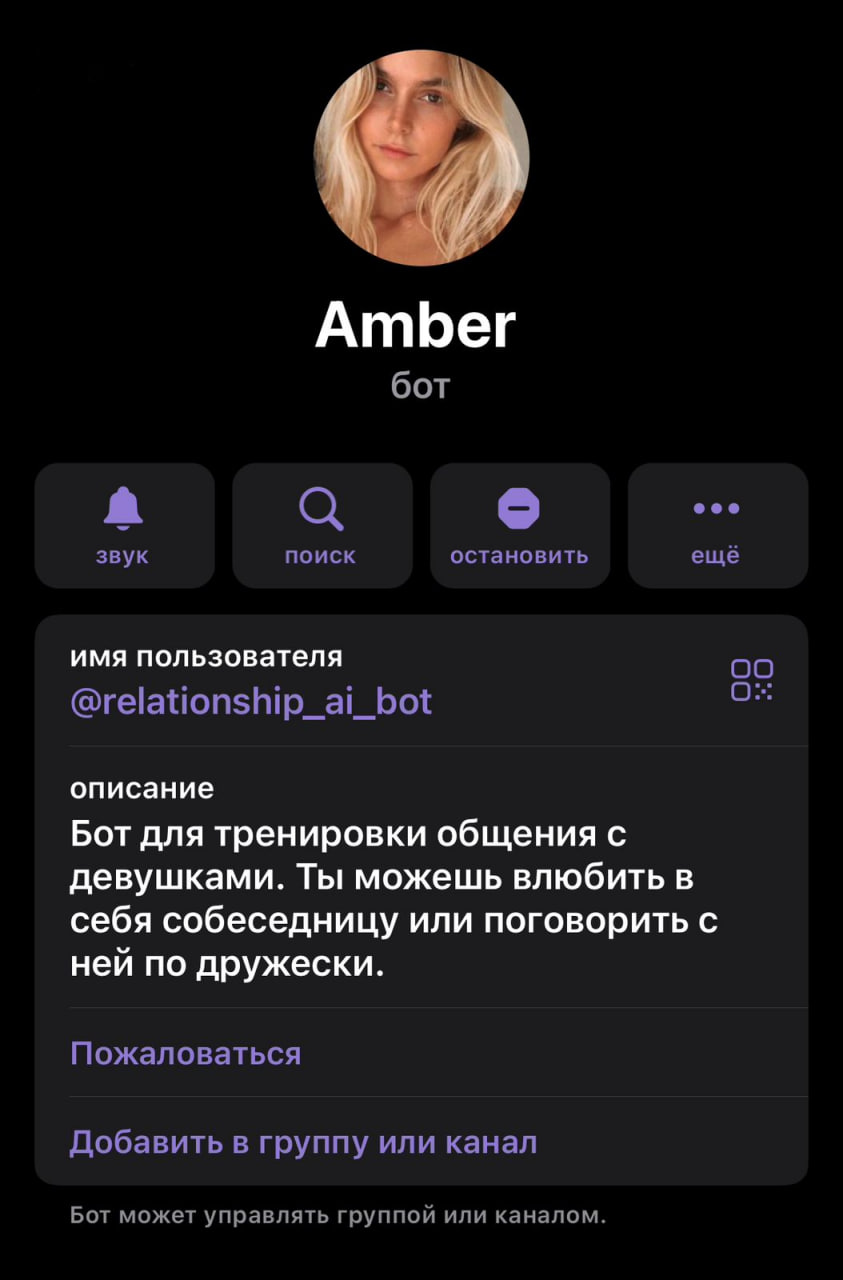 Amber
бот
звук
поиск
остановить
ещё
имя пользователя
@relationship_ai_bot
описание
Бот для тренировки общения с
девушками. Ты можешь влюбить в
себя собеседницу или поговорить с
ней по дружески.
Пожаловаться
Добавить в группу или канал
Бот может управлять группой или каналом.